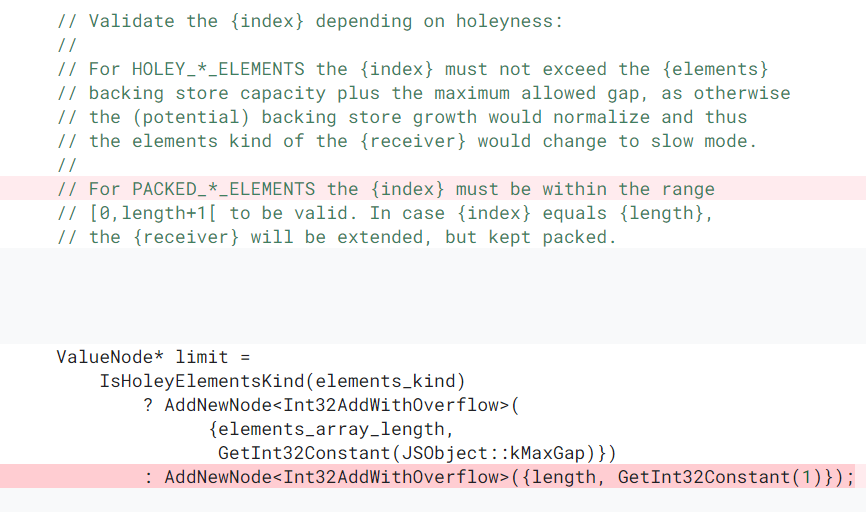 // Validate the {index} depending on holeyness:
//
// For HOLEY_*_ELEMENTS the {index} must not exceed the {elements}
// backing store capacity plus the maximum allowed gap, as otherwise
// the (potential) backing store growth would normalize and thus
// the elements kind of the {receiver} would change to slow mode.
//
// For PACKED_*_ELEMENTS the {index} must be within the range
// [0,length+1[ to be valid. In case {index} equals {length},
// the {receiver} will be extended, but kept packed.
ValueNode* limit =
IsHoleyElementsKind(elements_kind)
? AddNewNode<Int32AddWithOverflow>(
{elements_array_length,
GetInt32Constant(JSObject::kMaxGap)})
: AddNewNode<Int32AddWithOverflow>({length, GetInt32Constant(1)});